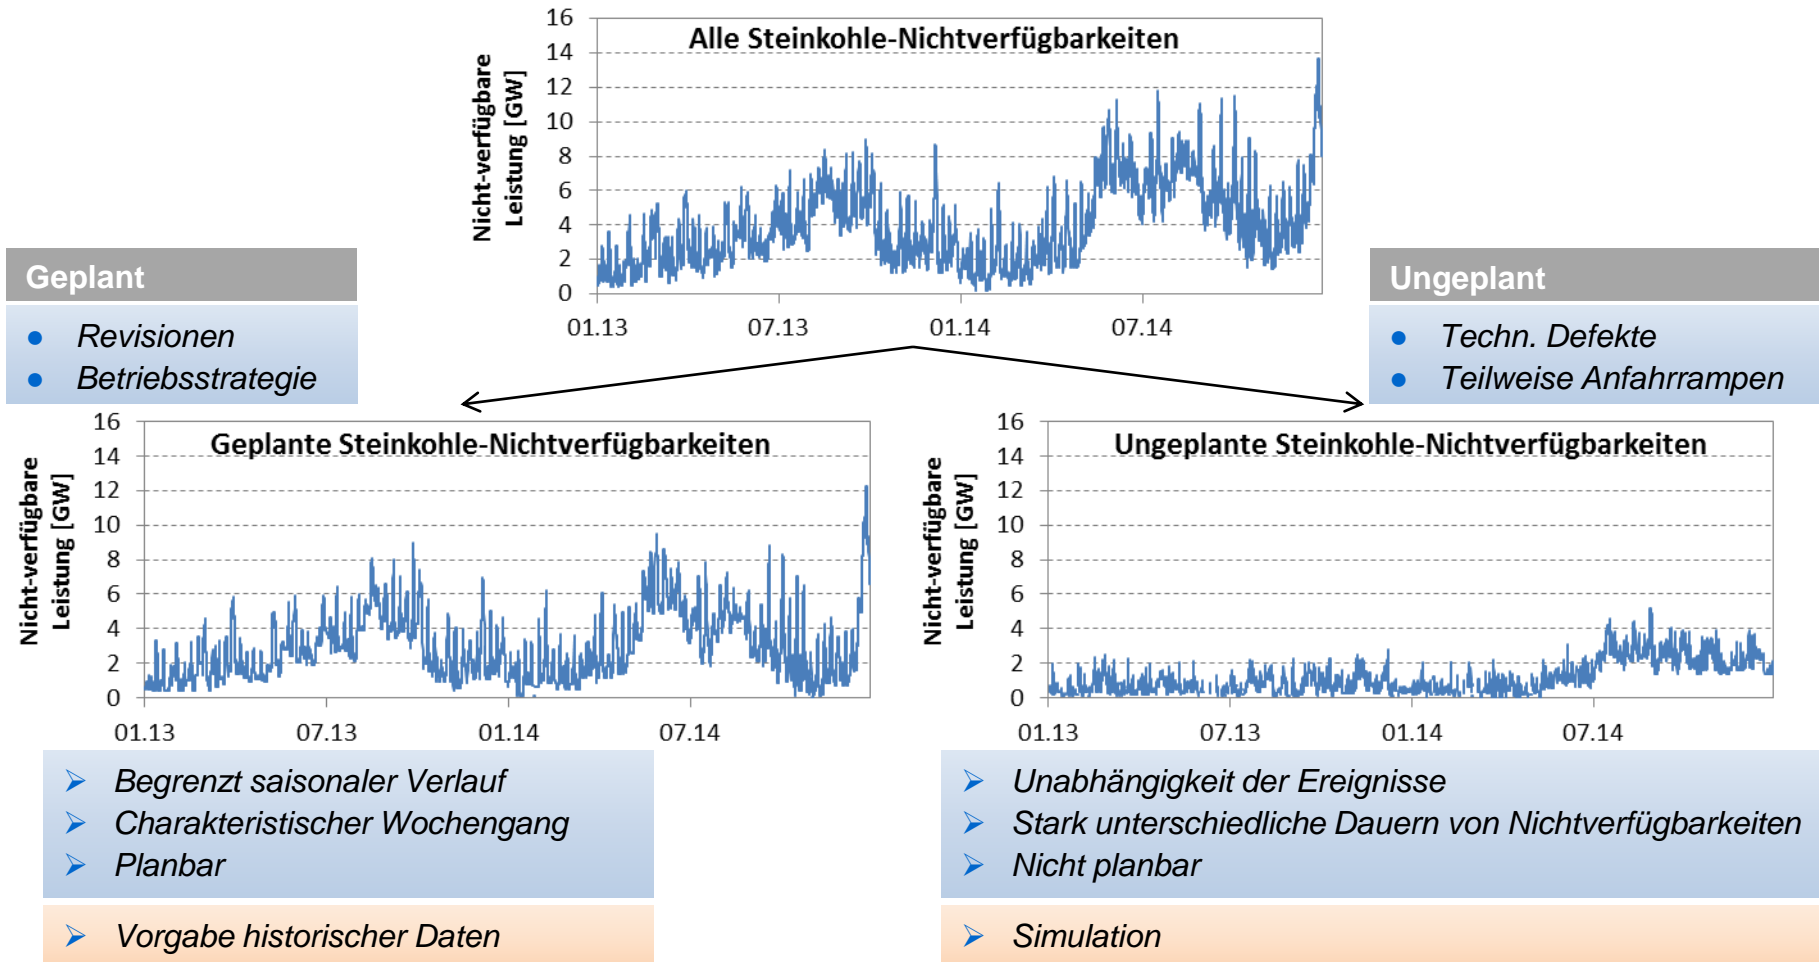 Alle Steinkohle-Nichtverfügbarkeiten
Nicht-verfügbare
Leistung [GW]
16
14
12
10
8
6
4
2
0
01.13 07.13 01.14 07.14
Geplant
Revisionen
Betriebsstrategie
Ungeplant
Techn. Defekte
Teilweise Anfahrrampen
Geplante Steinkohle-Nichtverfügbarkeiten
Nicht-verfügbare
Leistung [GW]
16
14
12
10
8
6
4
2
0
01.13 07.13 01.14 07.14
Ungeplante Steinkohle-Nichtverfügbarkeiten
Nicht-verfügbare
Leistung [GW]
16
14
12
10
8
6
4
2
0
01.13 07.13 01.14 07.14
Begrenzt saisonaler Verlauf
Charakteristischer Wochengang
Planbar
Vorgabe historischer Daten
Unabhängigkeit der Ereignisse
Stark unterschiedliche Dauern von Nichtverfügbarkeiten
Nicht planbar
Simulation